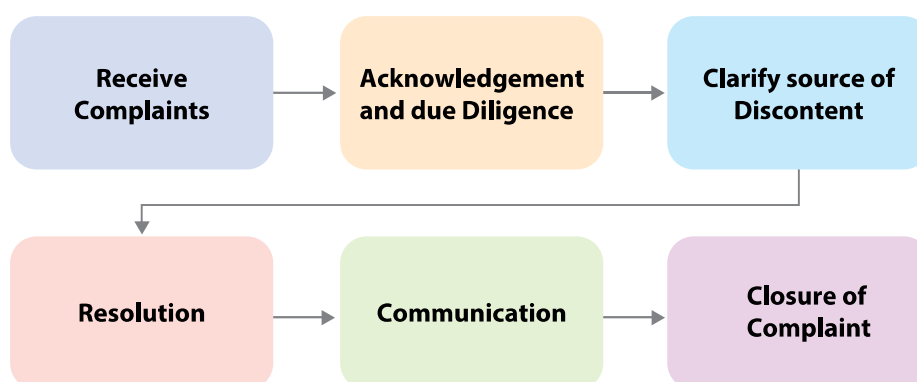 Receive
Complaints
Acknowledgement
and due Diligence
Clarify source of
Discontent
Resolution
Communication
Closure of
Complaint